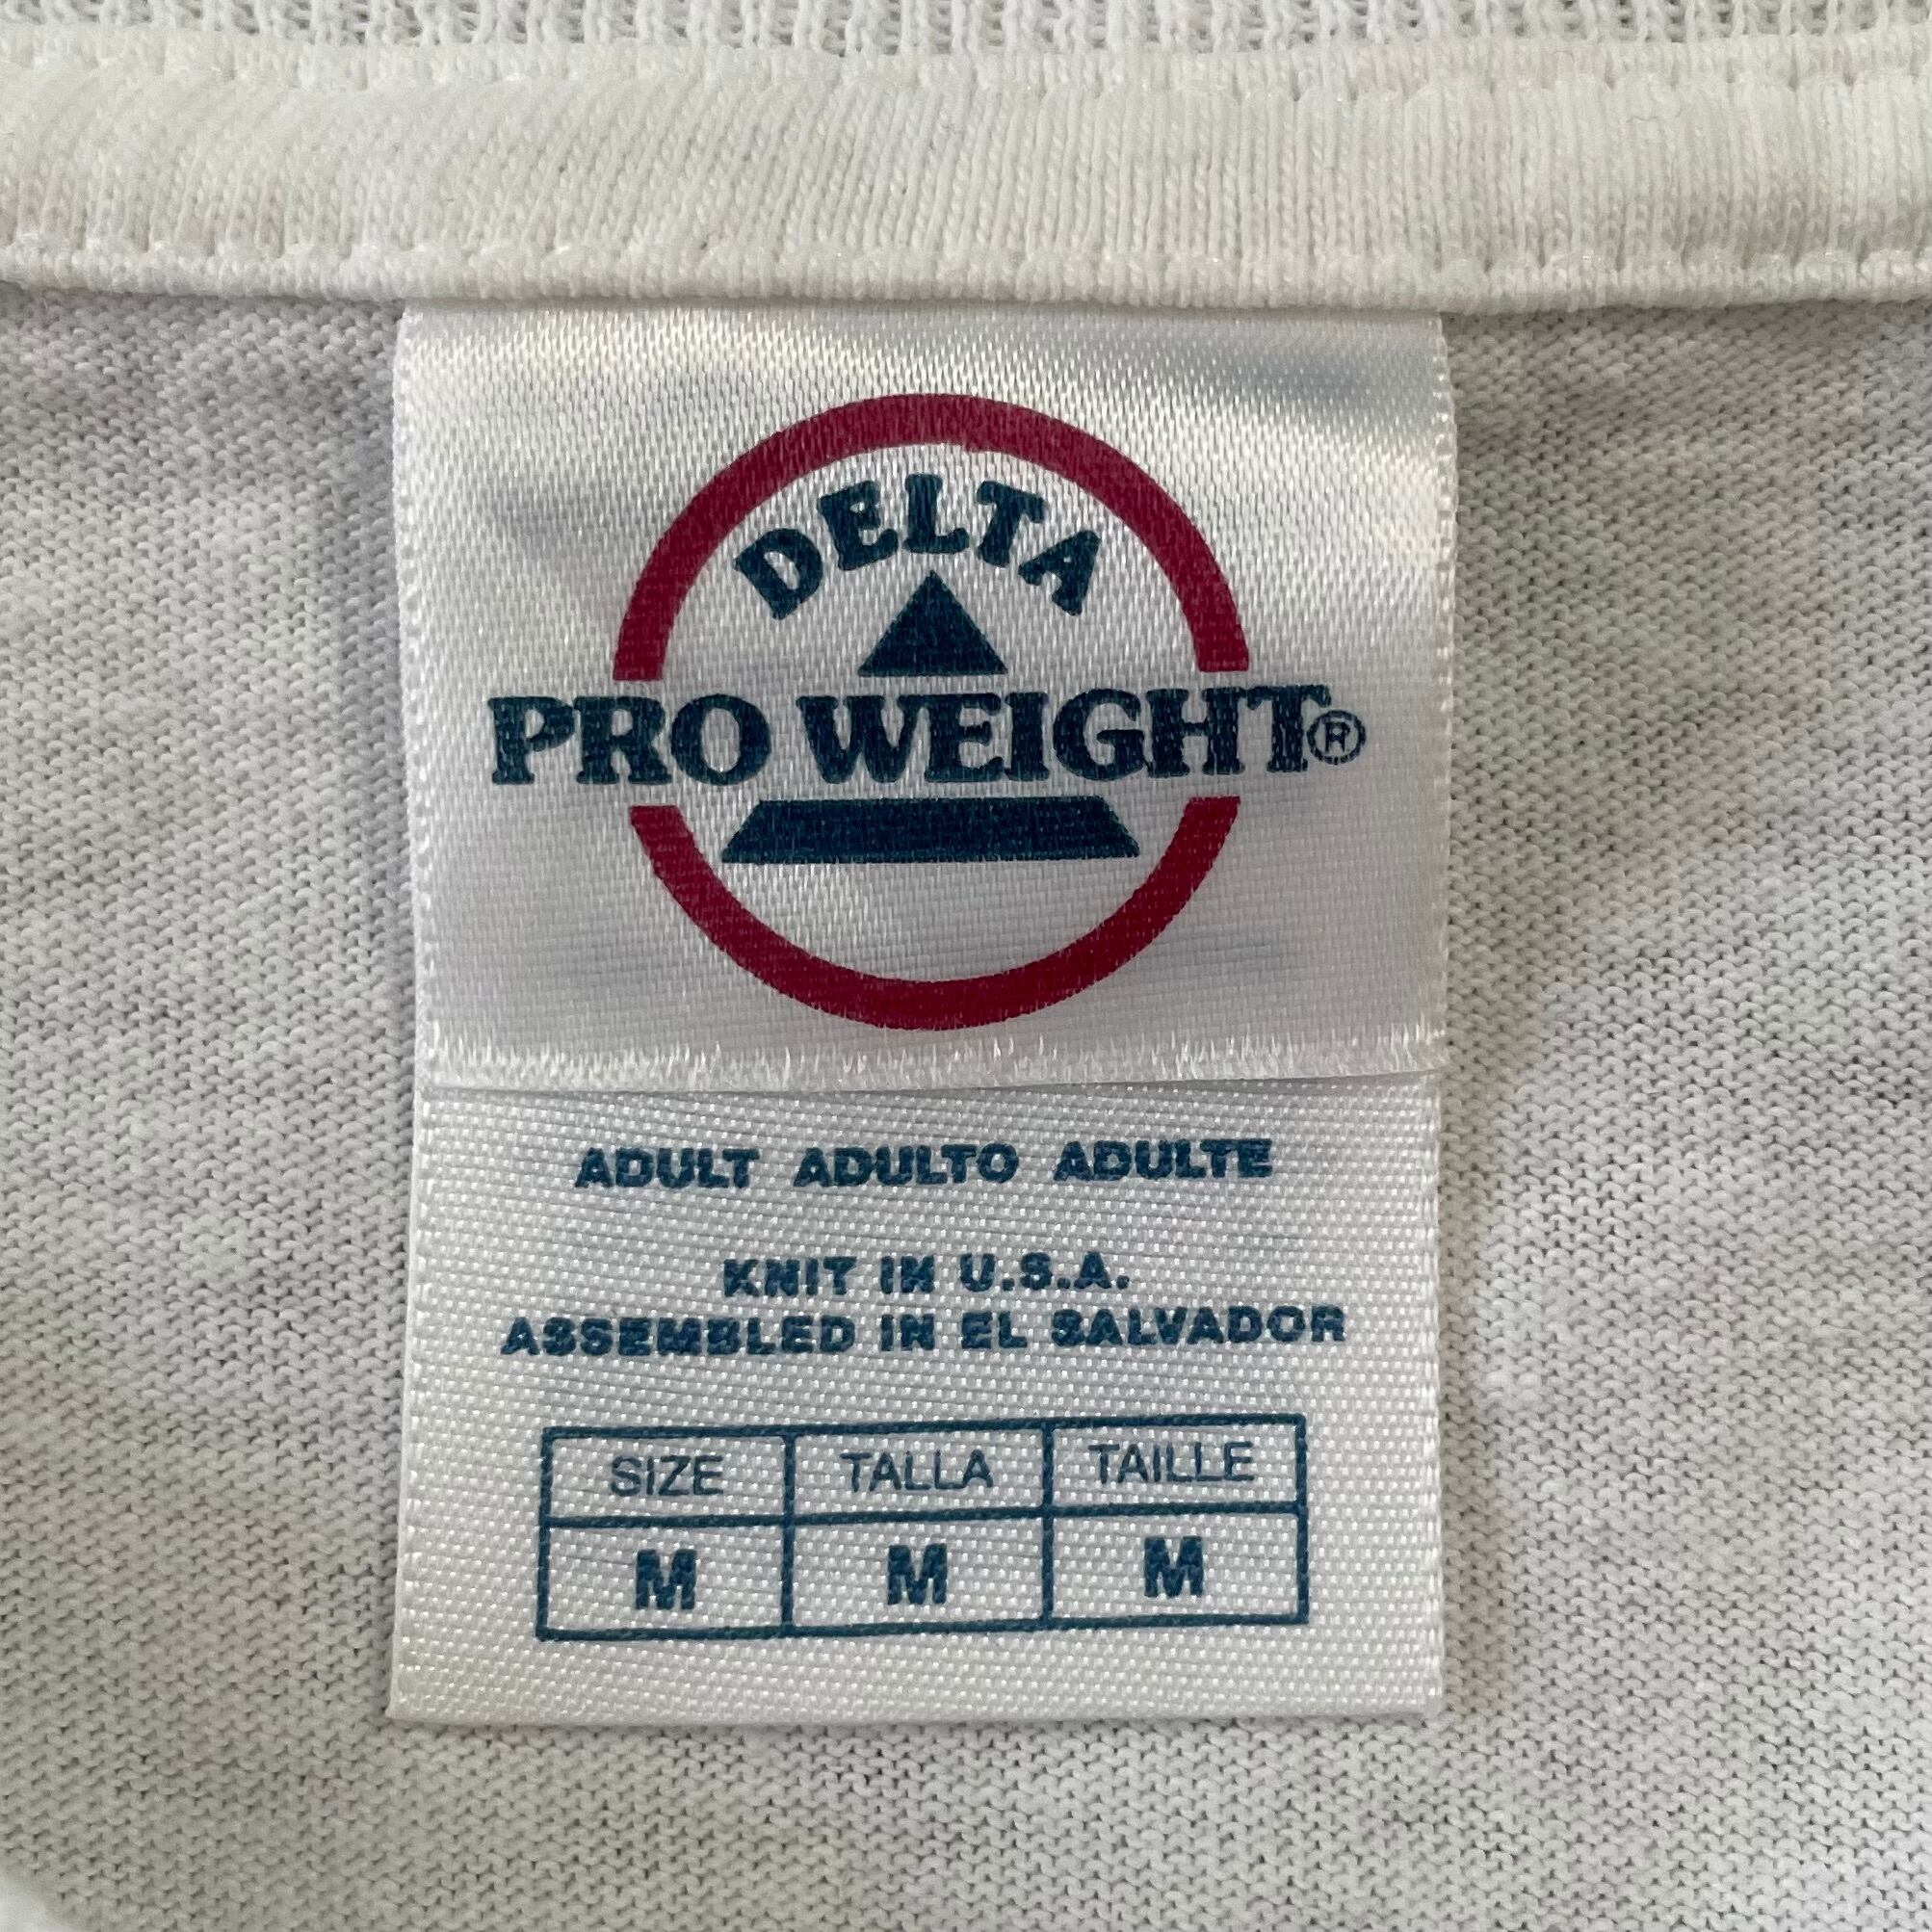 DELTA
PRO WEIGHT®
ADULT ADULTO ADULTE
KNIT IN U.S.A.
ASSEMBLED IN EL SALVADOR
SIZE TALLA TAILLE
M M M